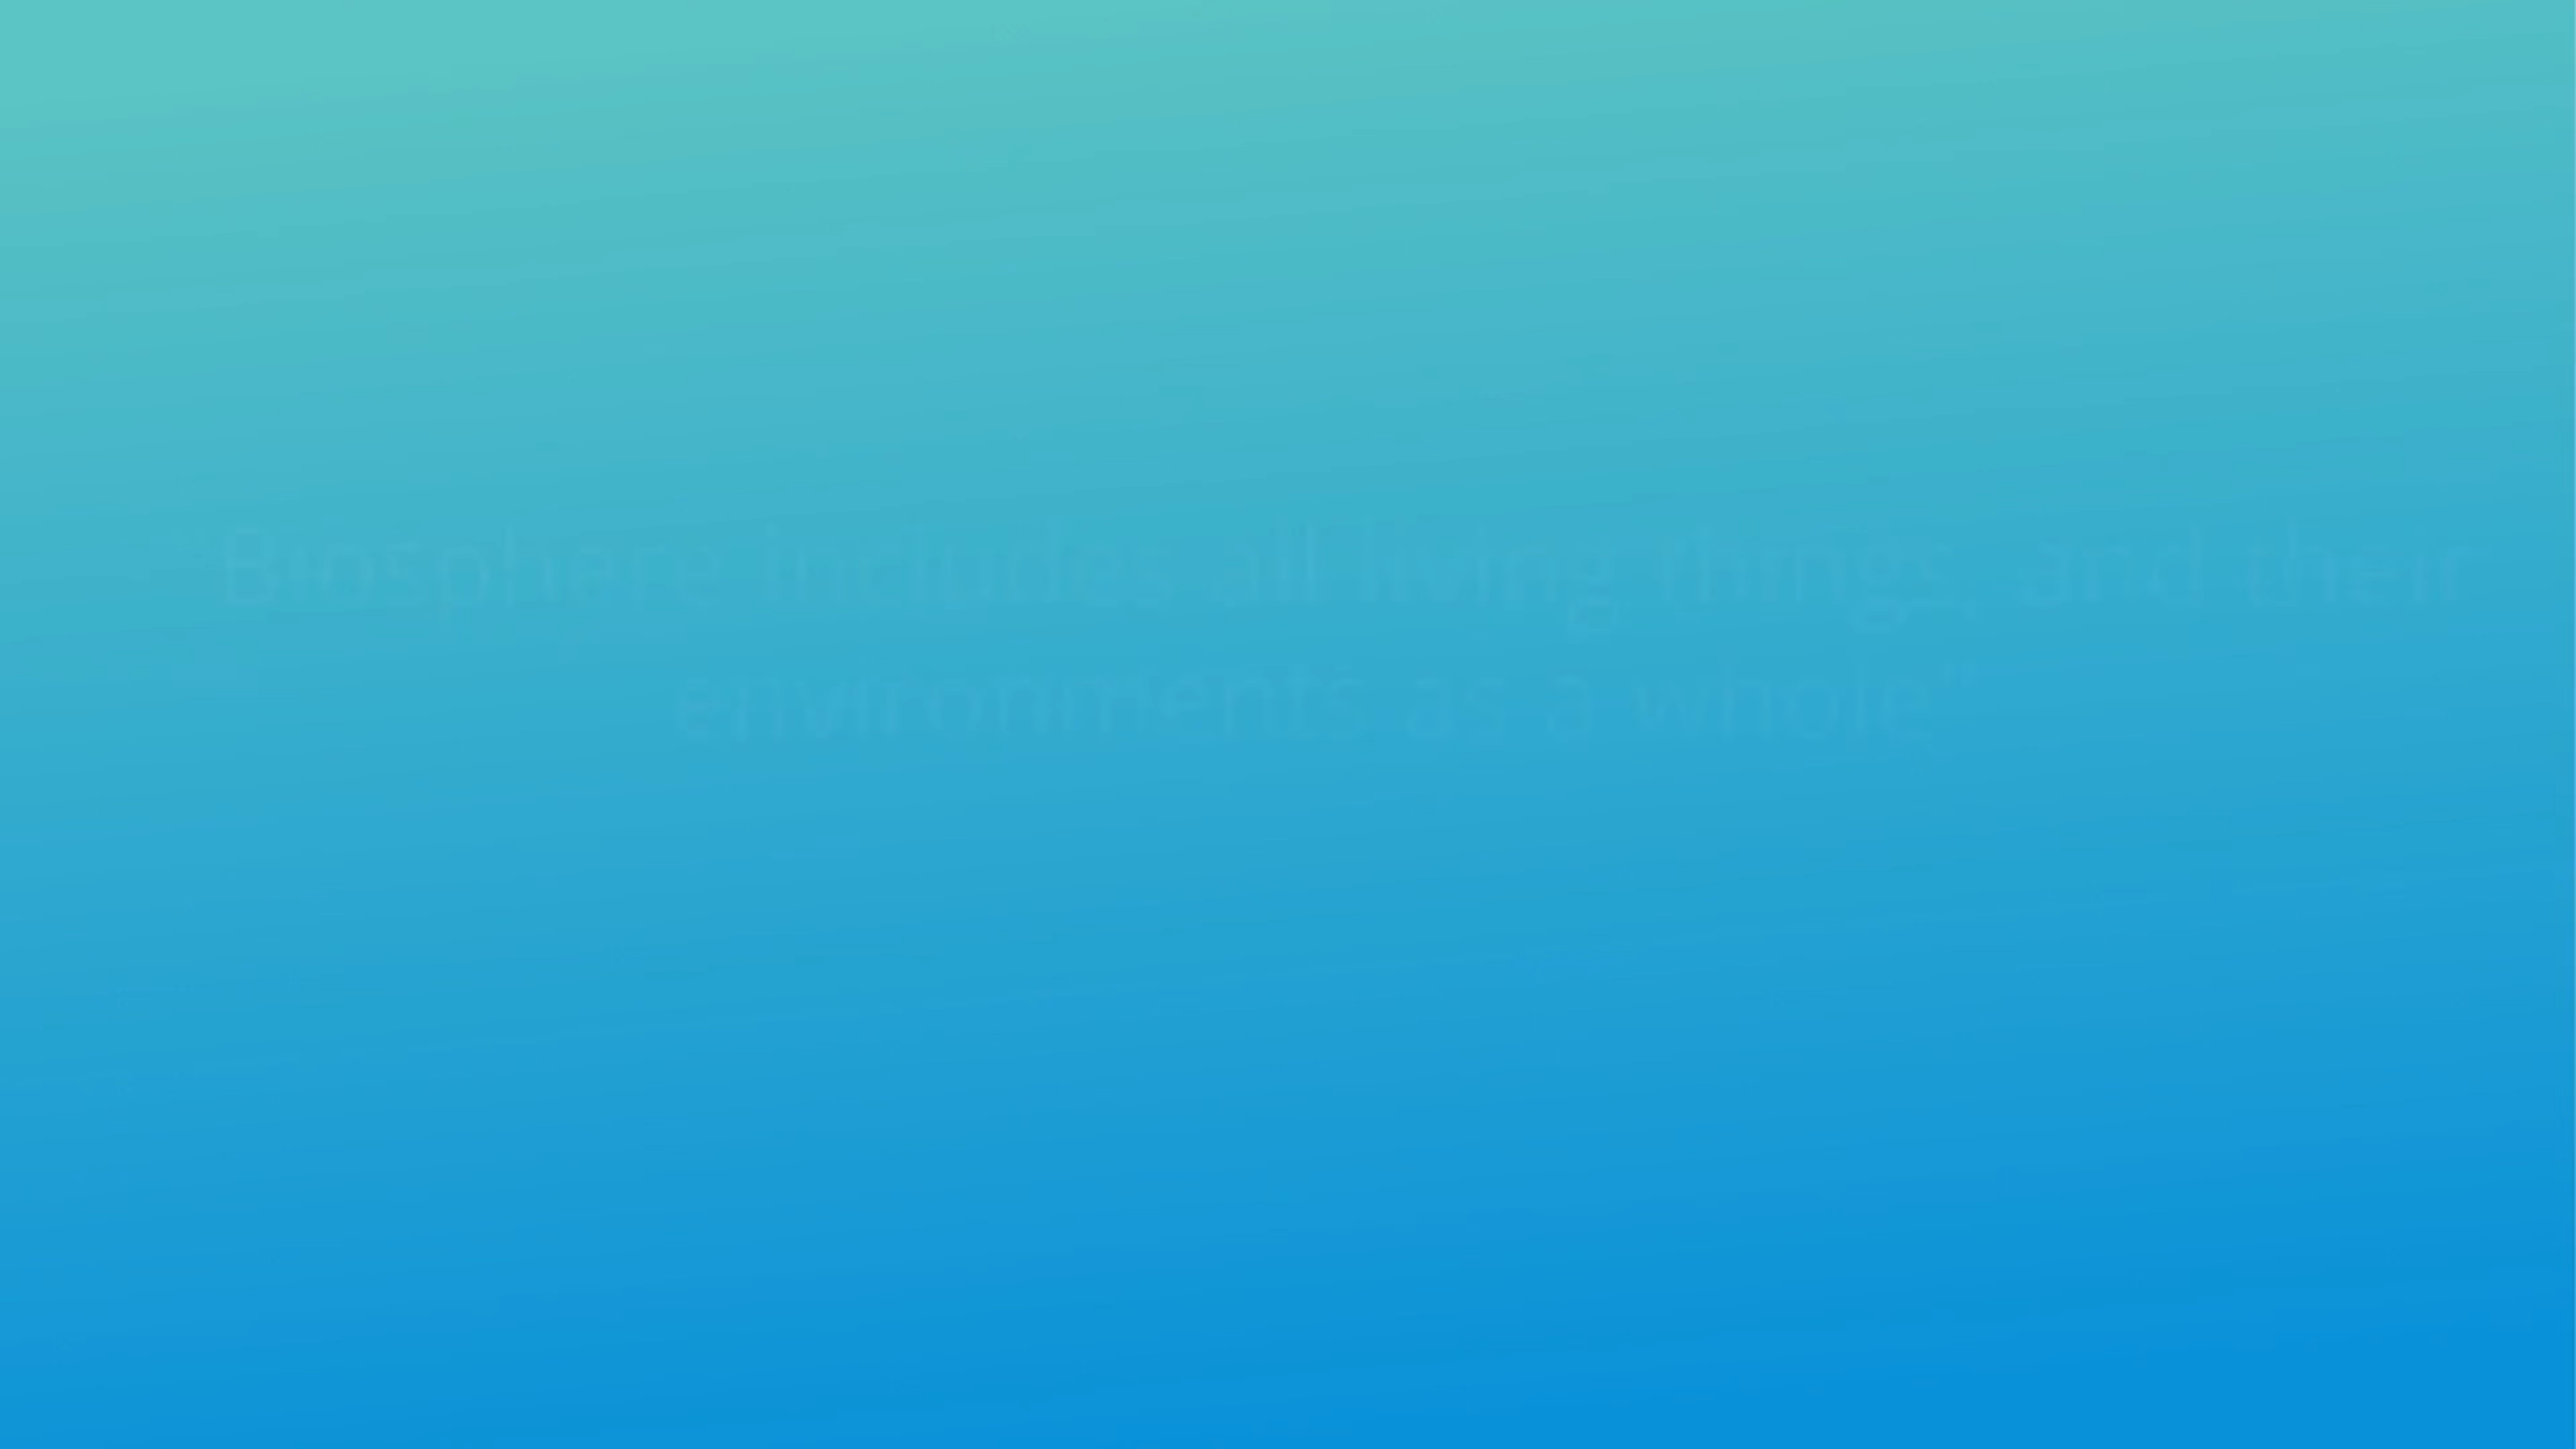 "Biosphere includes all living things, and their
environments as a whole"